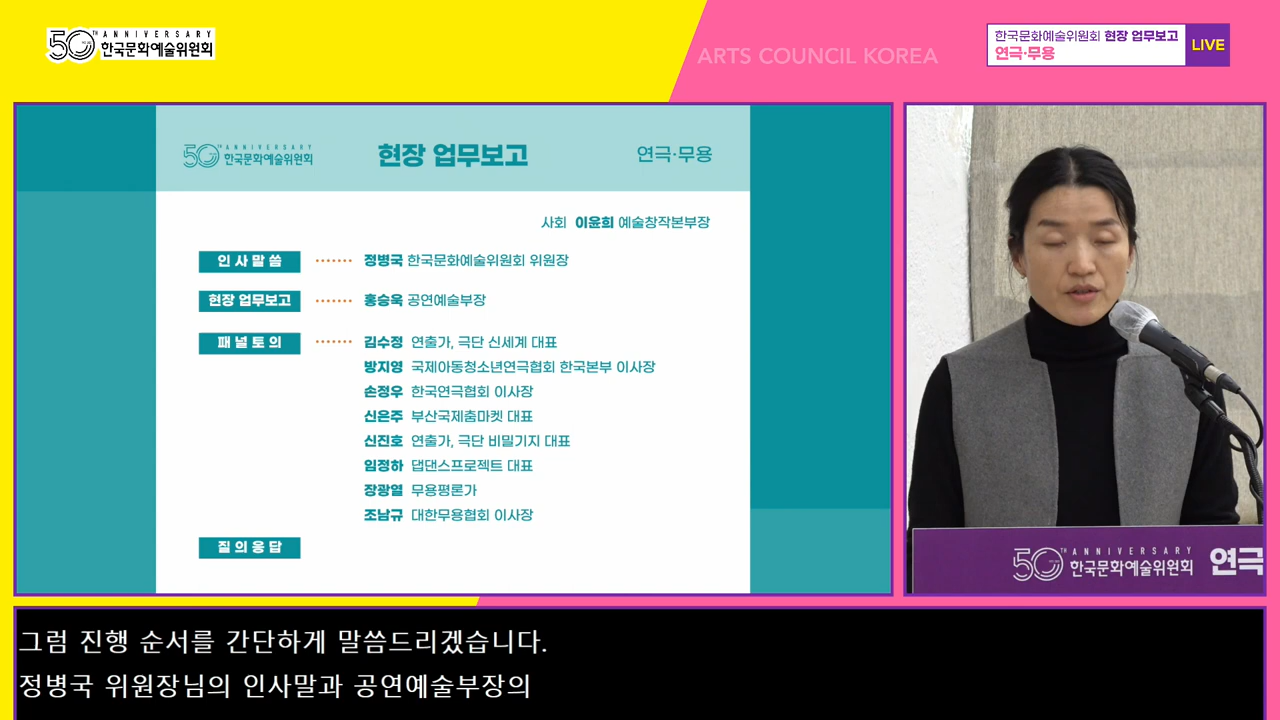 50TH ANNIVERSARY
한국문화예술위원회
ARTS COUNCIL KOREA
한국문화예술위원회 현장 업무보고
연극·무용
LIVE
50TH ANNIVERSARY
한국문화예술위원회
현장 업무보고
연극·무용
사회 이윤희 예술창작본부장
인사말씀 ······· 정병국 한국문화예술위원회 위원장
현장 업무보고 ······· 홍승욱 공연예술부장
패널토의 ······· 김수정 연출가, 극단 신세계 대표
방지영 국제아동청소년연극협회 한국본부 이사장
손정우 한국연극협회 이사장
신은주 부산국제춤마켓 대표
신진호 연출가, 극단 비밀기지 대표
임정하 댑댄스프로젝트 대표
장광열 무용평론가
조남규 대한무용협회 이사장
질의응답
50TH ANNIVERSARY
한국문화예술위원회
연극
그럼 진행 순서를 간단하게 말씀드리겠습니다.
정병국 위원장님의 인사말과 공연예술부장의